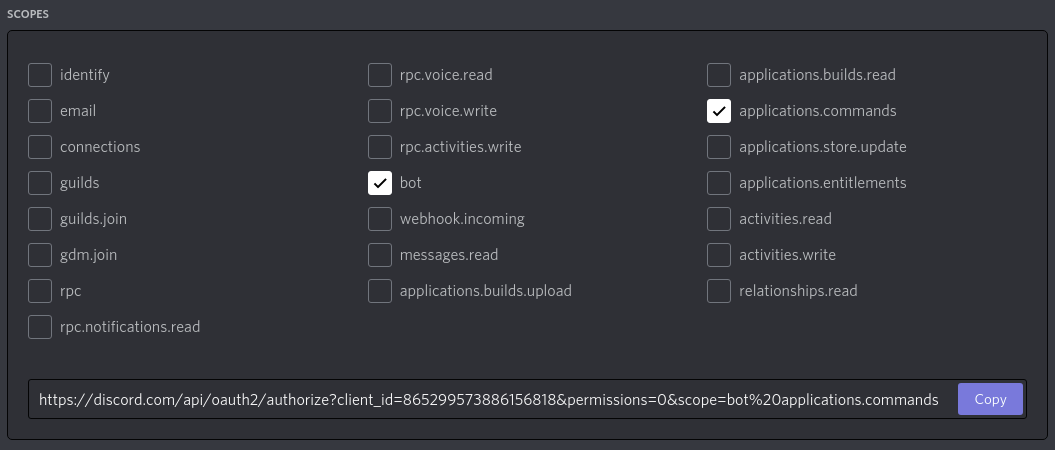 SCOPES
identify
email
connections
guilds
guilds.join
gdm.join
rpc
rpc.notifications.read
rpc.voice.read
rpc.voice.write
rpc.activities.write
bot
webhook.incoming
messages.read
applications.builds.upload
applications.builds.read
applications.commands
applications.store.update
applications.entitlements
activities.read
activities.write
relationships.read
https://discord.com/api/oauth2/authorize?client_id=865299573886156818&permissions=0&scope=bot%20applications.commands
Copy